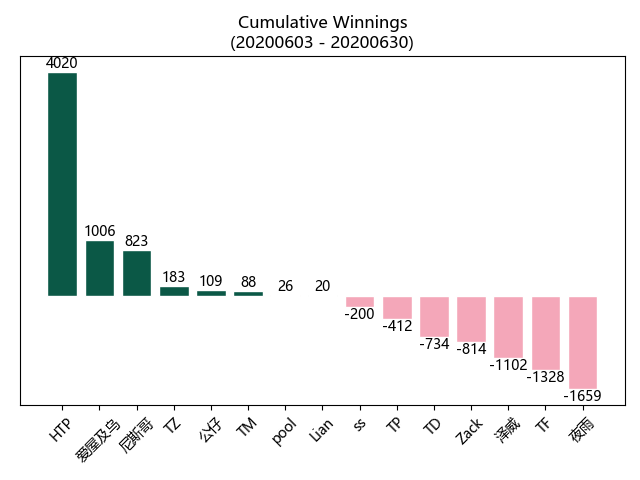 Cumulative Winnings
(20200603 - 20200630)
4020
1006
823
183
109
88
26
20
-200
-412
-734
-814
-1102
-1328
-1659
HTP
爱屋及乌
尼斯哥
TZ
公仔
TM
pool
Lian
ss
TP
TD
Zack
泽威
TF
夜雨